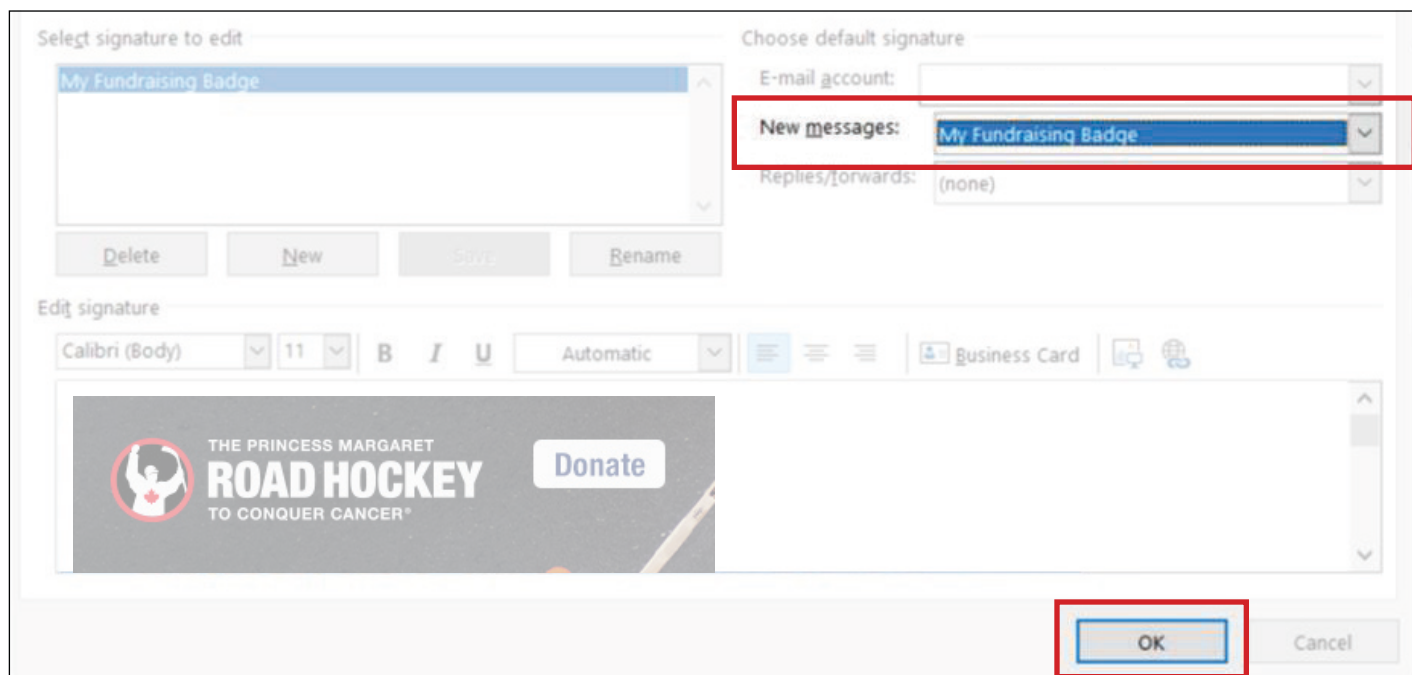 Select signature to edit
Choose default signature
My Fundraising Badge
E-mail account:
New messages:
My Fundraising Badge
Replies/forwards:
(none)
Delete
New
Save
Rename
Edit signature
Calibri (Body)
11
B
I
U
Automatic
Business Card
THE PRINCESS MARGARET
ROAD HOCKEY
TO CONQUER CANCER®
Donate
OK
Cancel